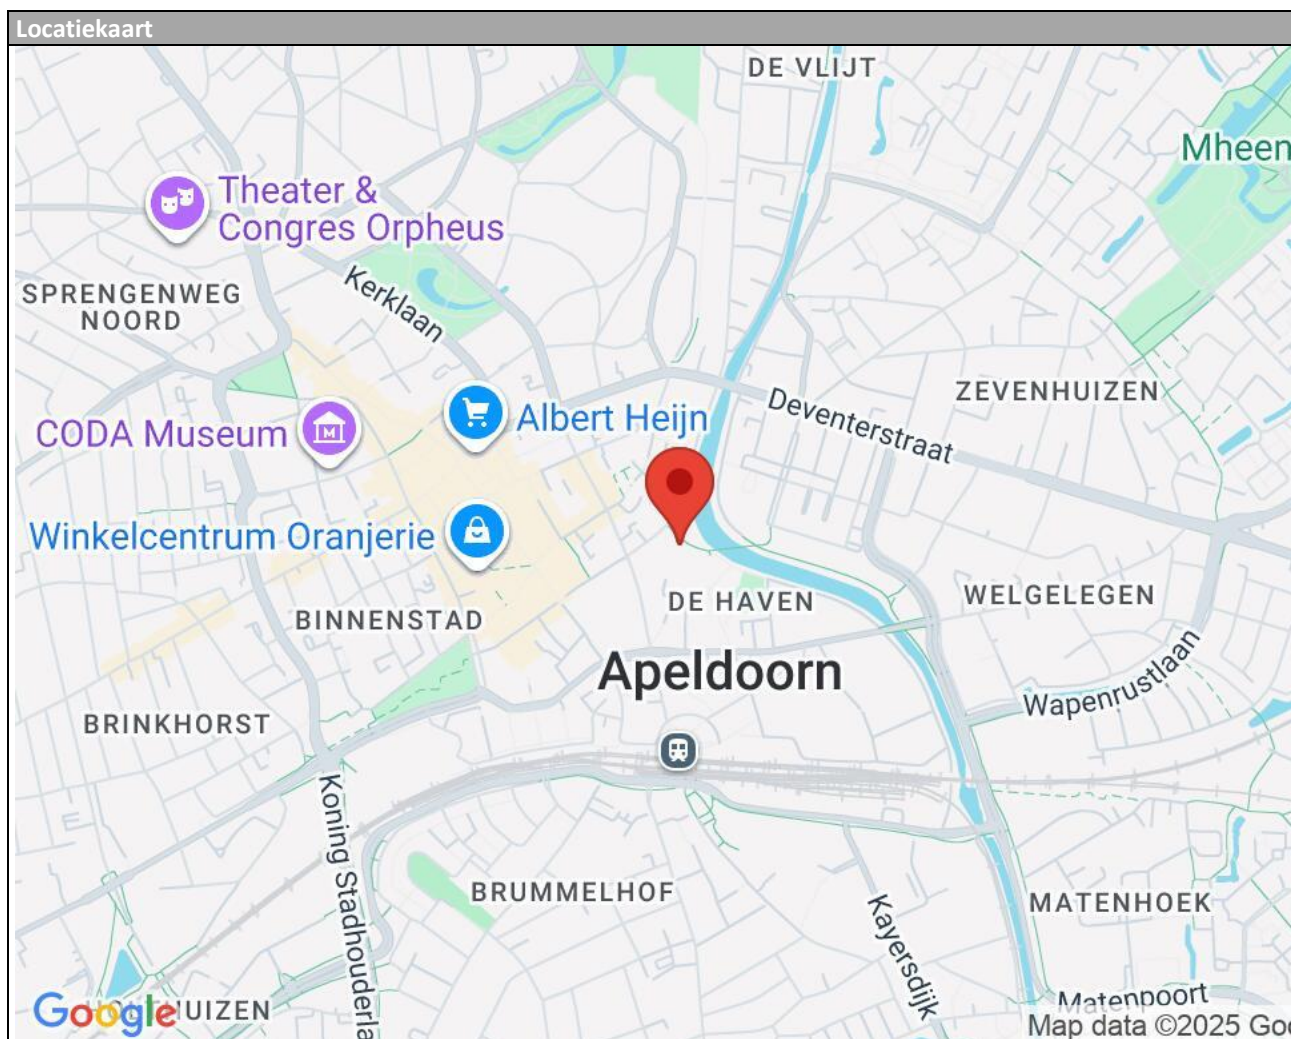 Locatiekaart
DE VLIJT
Mheen
Theater &
Congres Orpheus
SPRENGENWEG
NOORD
Kerklaan
ZEVENHUIZEN
Albert Heijn
Deventerstraat
CODA Museum
Winkelcentrum Oranjerie
DE HAVEN
WELGELEGEN
BINNENSTAD
Apeldoorn
Wapenrustlaan
BRINKHORST
Koning Stadhouderla
BRUMMELHOF
MATENHOEK
Kayersdijk
Matenpoort
Google
UIZEN
Map data ©2025 Goo